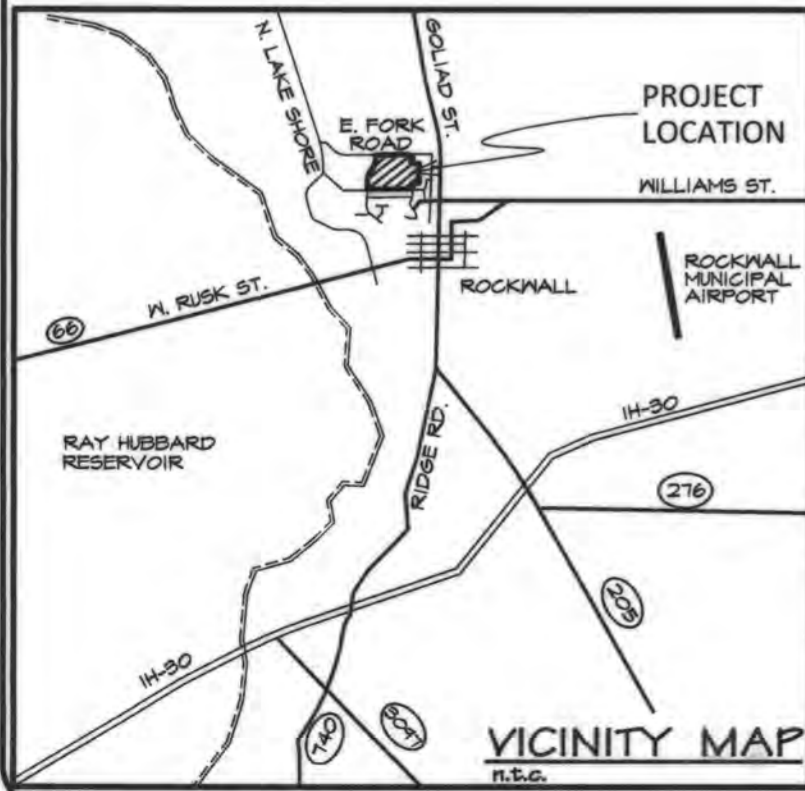 N. LAKE SHORE
GOLIAD ST.
E. FORK
ROAD
PROJECT
LOCATION
WILLIAMS ST.
W. RUSK ST.
66
ROCKWALL
ROCKWALL
MUNICIPAL
AIRPORT
RAY HUBBARD
RESERVOIR
RIDGE RD.
IH-30
276
205
IH-30
740
VICINITY MAP
n.t.s.